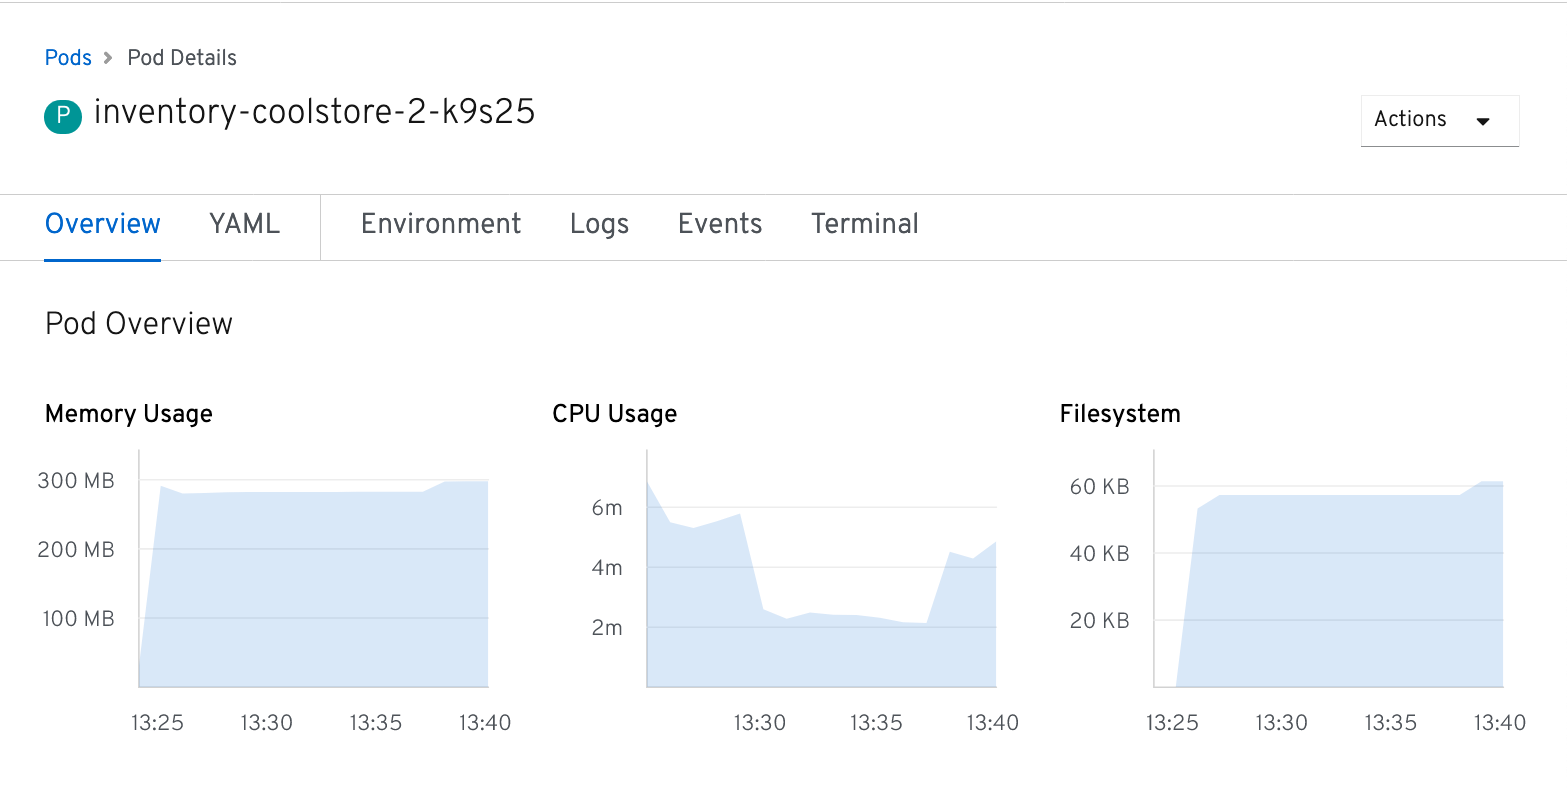 Pods > Pod Details
P inventory-coolstore-2-k9s25
Actions
Overview YAML Environment Logs Events Terminal
Pod Overview
Memory Usage
300 MB
200 MB
100 MB
13:25 13:30 13:35 13:40
CPU Usage
6m
4m
2m
13:30 13:35 13:40
Filesystem
60 KB
40 KB
20 KB
13:25 13:30 13:35 13:40